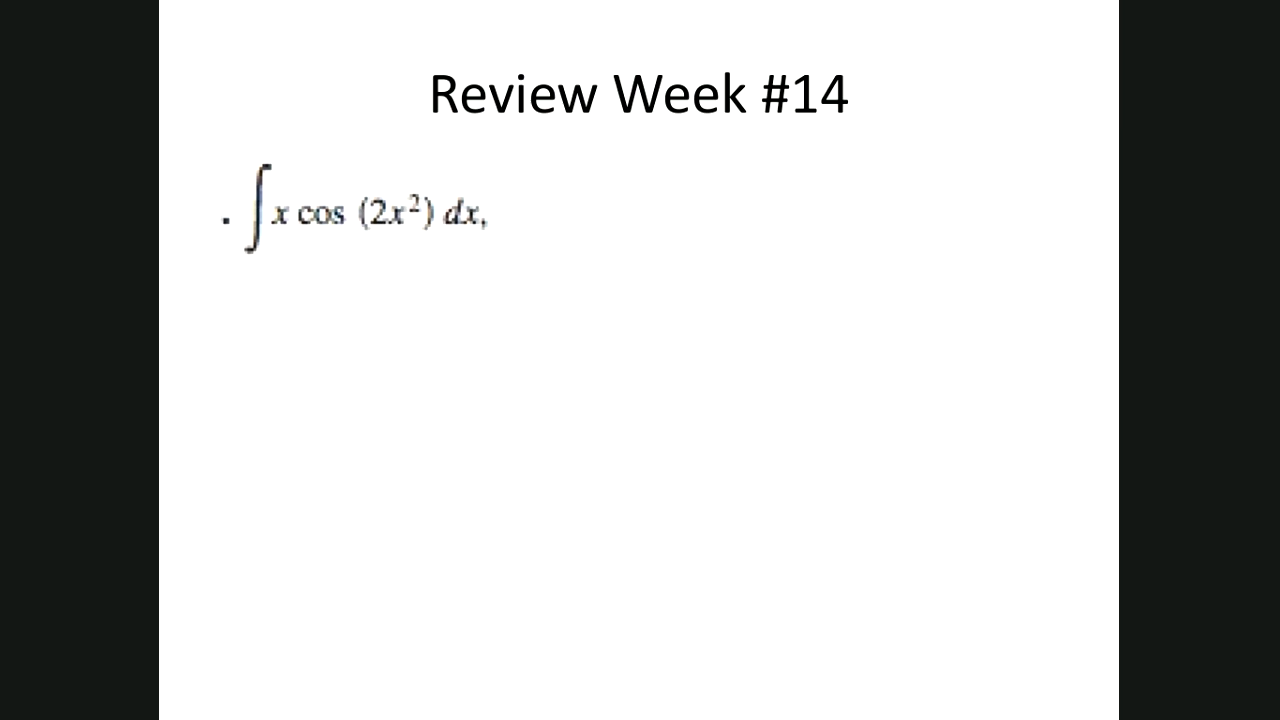 Review Week #14
. ∫x cos (2x²) dx,